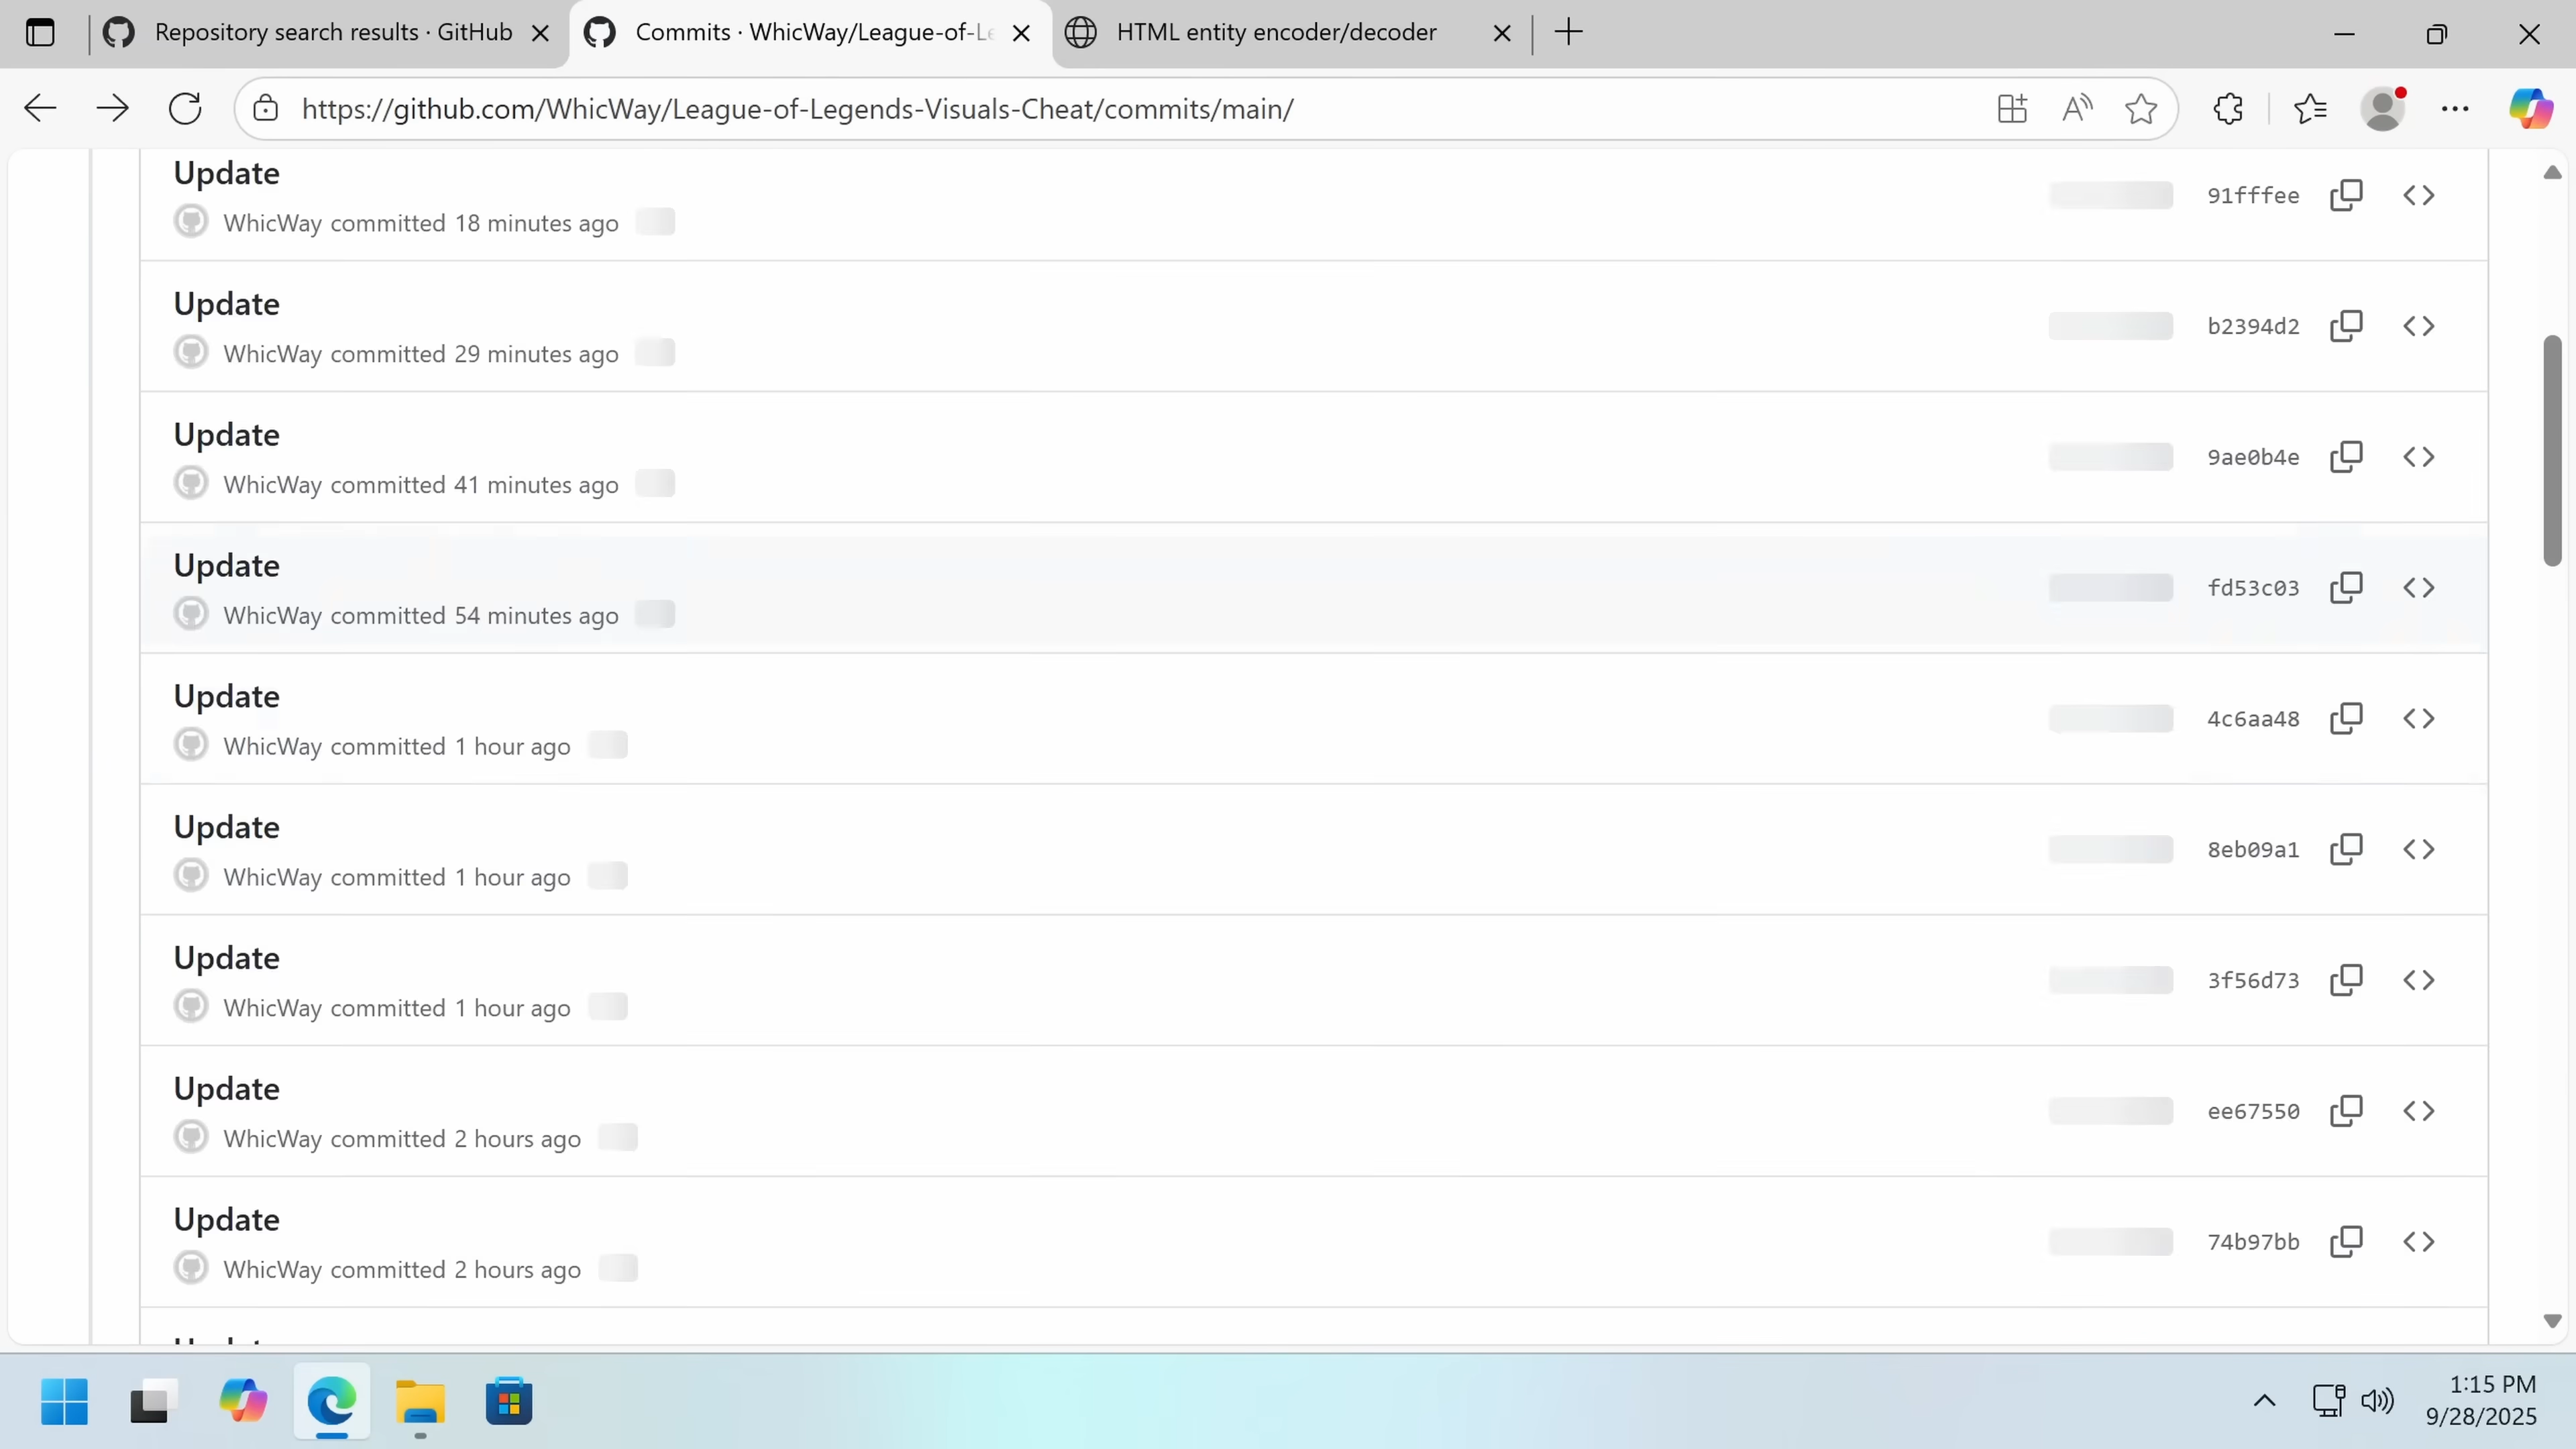 Repository search results · GitHub
Commits · WhicWay/League-of-Le
HTML entity encoder/decoder
https://github.com/WhicWay/League-of-Legends-Visuals-Cheat/commits/main/
Update
WhicWay committed 18 minutes ago
91fffee
Update
WhicWay committed 29 minutes ago
b2394d2
Update
WhicWay committed 41 minutes ago
9ae0b4e
Update
WhicWay committed 54 minutes ago
fd53c03
Update
WhicWay committed 1 hour ago
4c6aa48
Update
WhicWay committed 1 hour ago
8eb09a1
Update
WhicWay committed 1 hour ago
3f56d73
Update
WhicWay committed 2 hours ago
ee67550
Update
WhicWay committed 2 hours ago
74b97bb
1:15 PM
9/28/2025